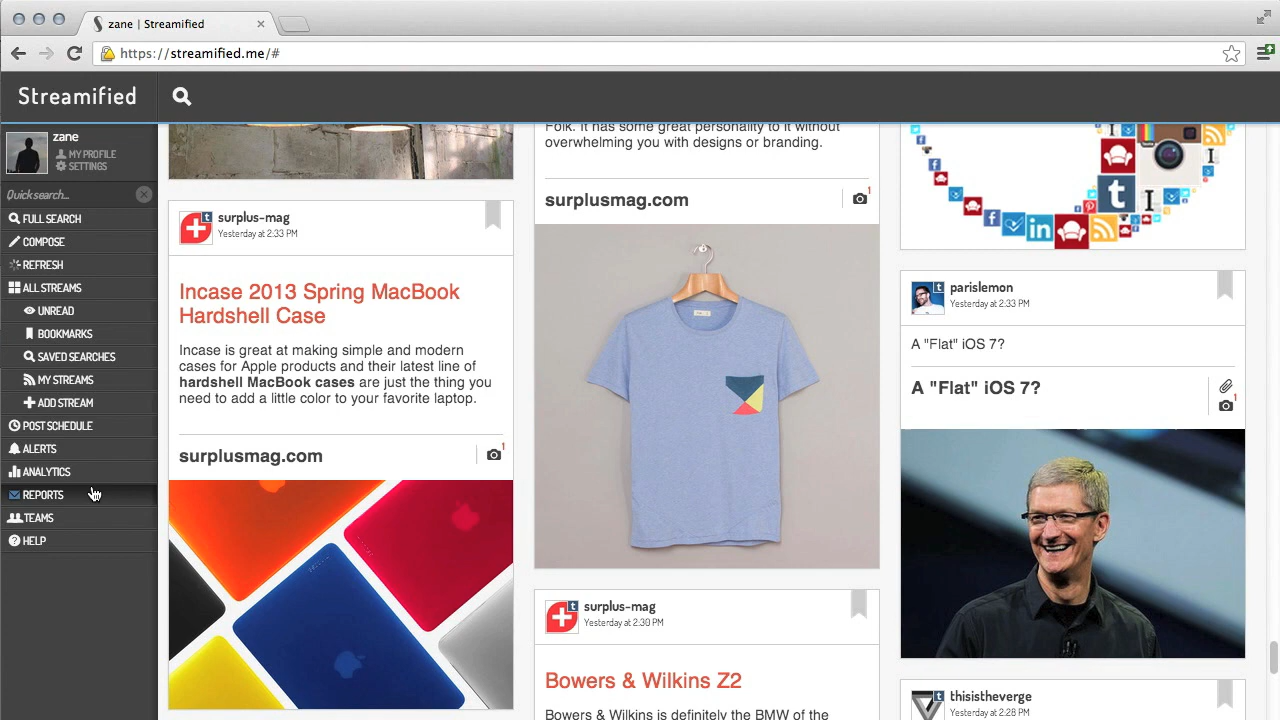 zane | Streamified
https://streamified.me/#
Streamified
zane
MY PROFILE
SETTINGS
Quick search...
FULL SEARCH
COMPOSE
REFRESH
ALL STREAMS
UNREAD
BOOKMARKS
SAVED SEARCHES
MY STREAMS
ADD STREAM
POST SCHEDULE
ALERTS
ANALYTICS
REPORTS
TEAMS
HELP
surplus-mag
Yesterday at 2:33 PM
Incase 2013 Spring MacBook
Hardshell Case
Incase is great at making simple and modern
cases for Apple products and their latest line of
hardshell MacBook cases are just the thing you
need to add a little color to your favorite laptop.
surplusmag.com
1
Folk. It has some great personality to it without
overwhelming you with designs or branding.
surplusmag.com
1
surplus-mag
Yesterday at 2:30 PM
Bowers & Wilkins Z2
Bowers & Wilkins is definitely the BMW of the
parislemon
Yesterday at 2:33 PM
A "Flat" iOS 7?
A "Flat" iOS 7?
1
thisistheverge
Yesterday at 2:28 PM